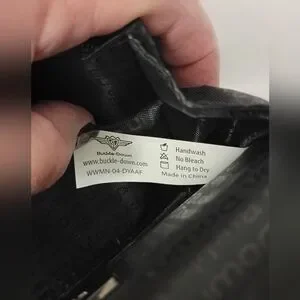 Buckle-Down
www.buckle-down.com
WWMN-04-DYAAF
Handwash
No Bleach
Hang to Dry
Made in China